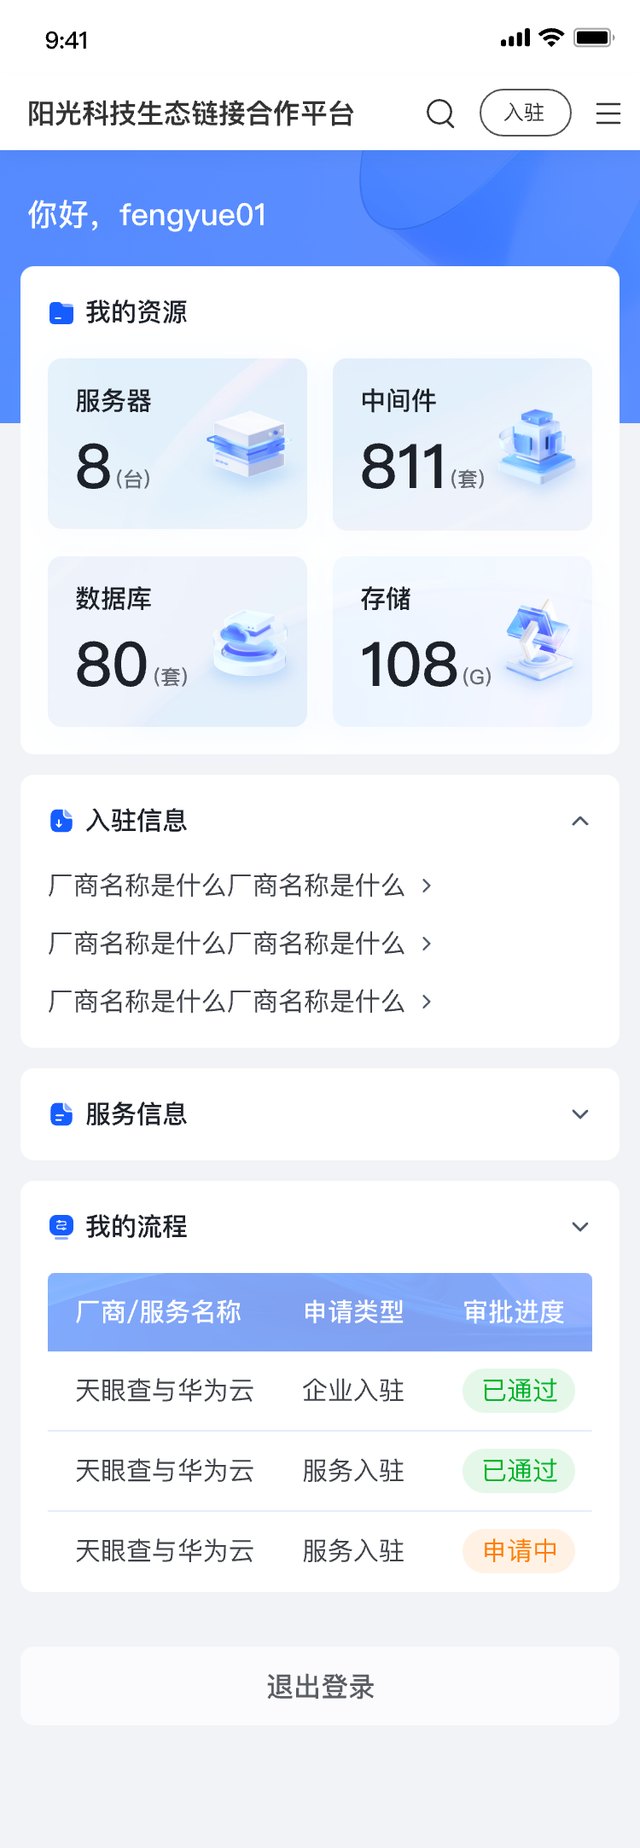 9:41
阳光科技生态链接合作平台 入驻
你好，fengyue01
我的资源
服务器 中间件
8(台) 811(套)
数据库 存储
80(套) 108(G)
入驻信息
厂商名称是什么厂商名称是什么
厂商名称是什么厂商名称是什么
厂商名称是什么厂商名称是什么
服务信息
我的流程
厂商/服务名称 申请类型 审批进度
天眼查与华为云 企业入驻 已通过
天眼查与华为云 服务入驻 已通过
天眼查与华为云 服务入驻 申请中
退出登录